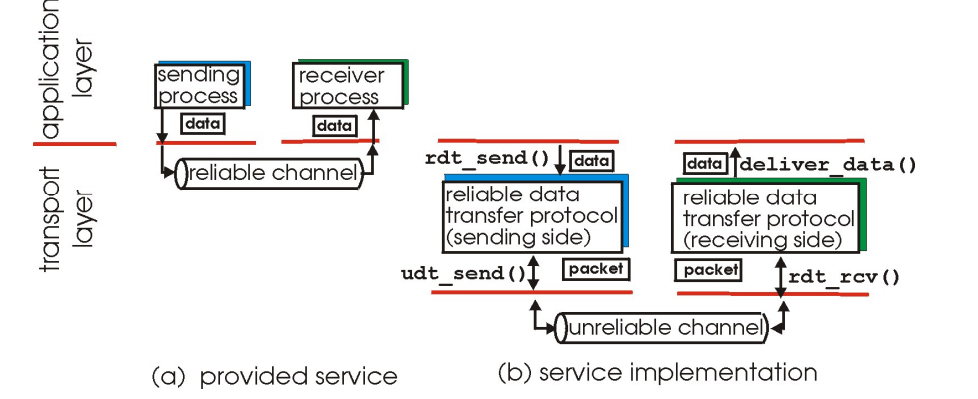 application
layer
transport
layer
sending
process
data
receiver
process
data
reliable channel
(a) provided service
rdt_send()
data
reliable data
transfer protocol
(sending side)
udt_send()
packet
data
deliver_data()
reliable data
transfer protocol
(receiving side)
packet
rdt_rcv()
unreliable channel
(b) service implementation